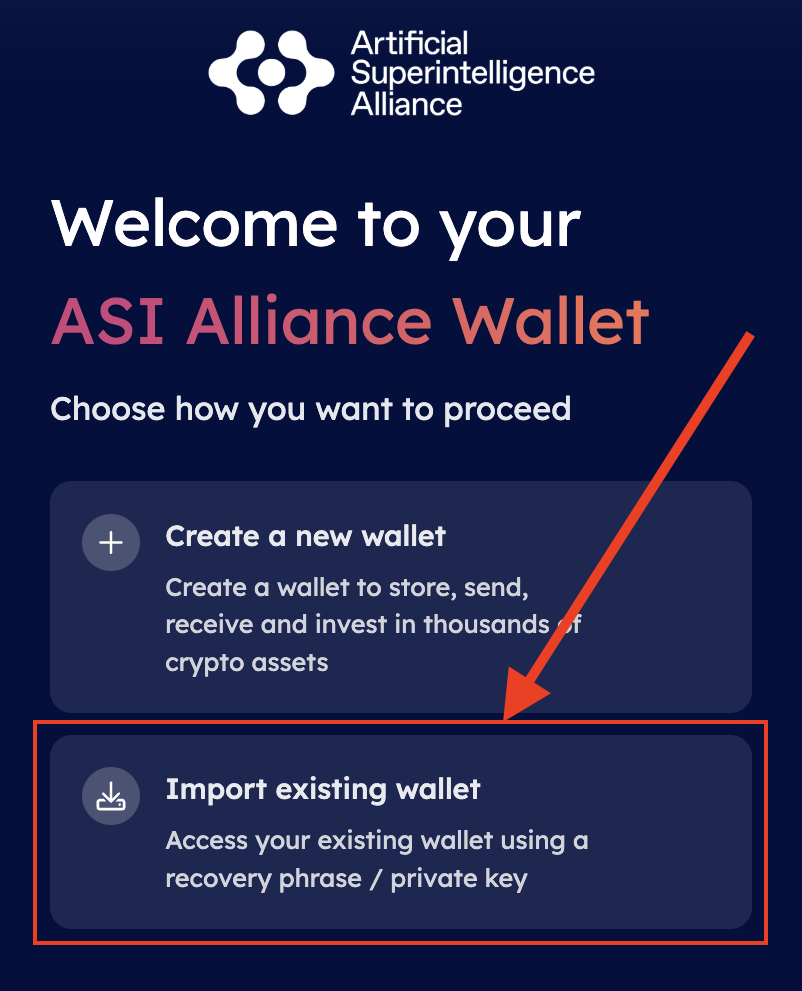 Artificial
Superintelligence
Alliance
Welcome to your
ASI Alliance Wallet
Choose how you want to proceed
Create a new wallet
Create a wallet to store, send,
receive and invest in thousands of
crypto assets
Import existing wallet
Access your existing wallet using a
recovery phrase / private key